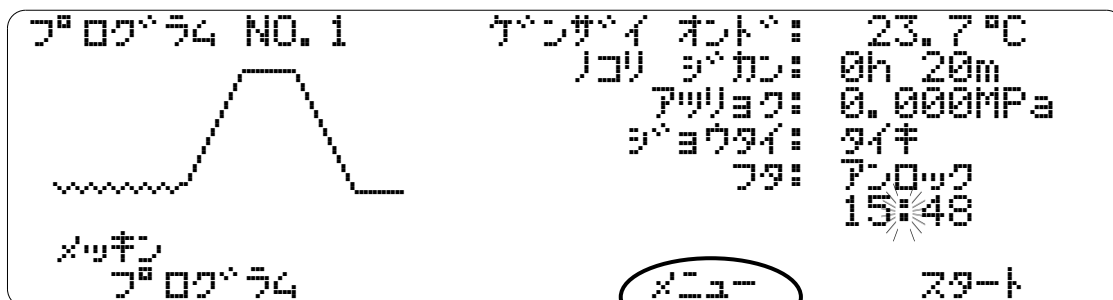 プログラム NO. 1 ゲンザイ オンド: 23.7°C
ノコリ ジカン: 0h 20m
アツリョク: 0.000MPa
ジョウタイ: タイキ
フタ: アンロック
15:48
メッキン
プログラム メニュー スタート